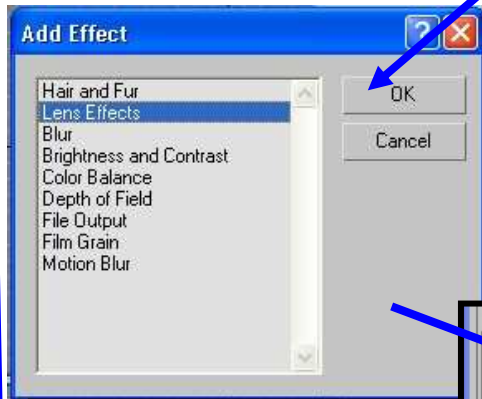 Add Effect
Hair and Fur
Lens Effects
Blur
Brightness and Contrast
Color Balance
Depth of Field
File Output
Film Grain
Motion Blur
OK
Cancel